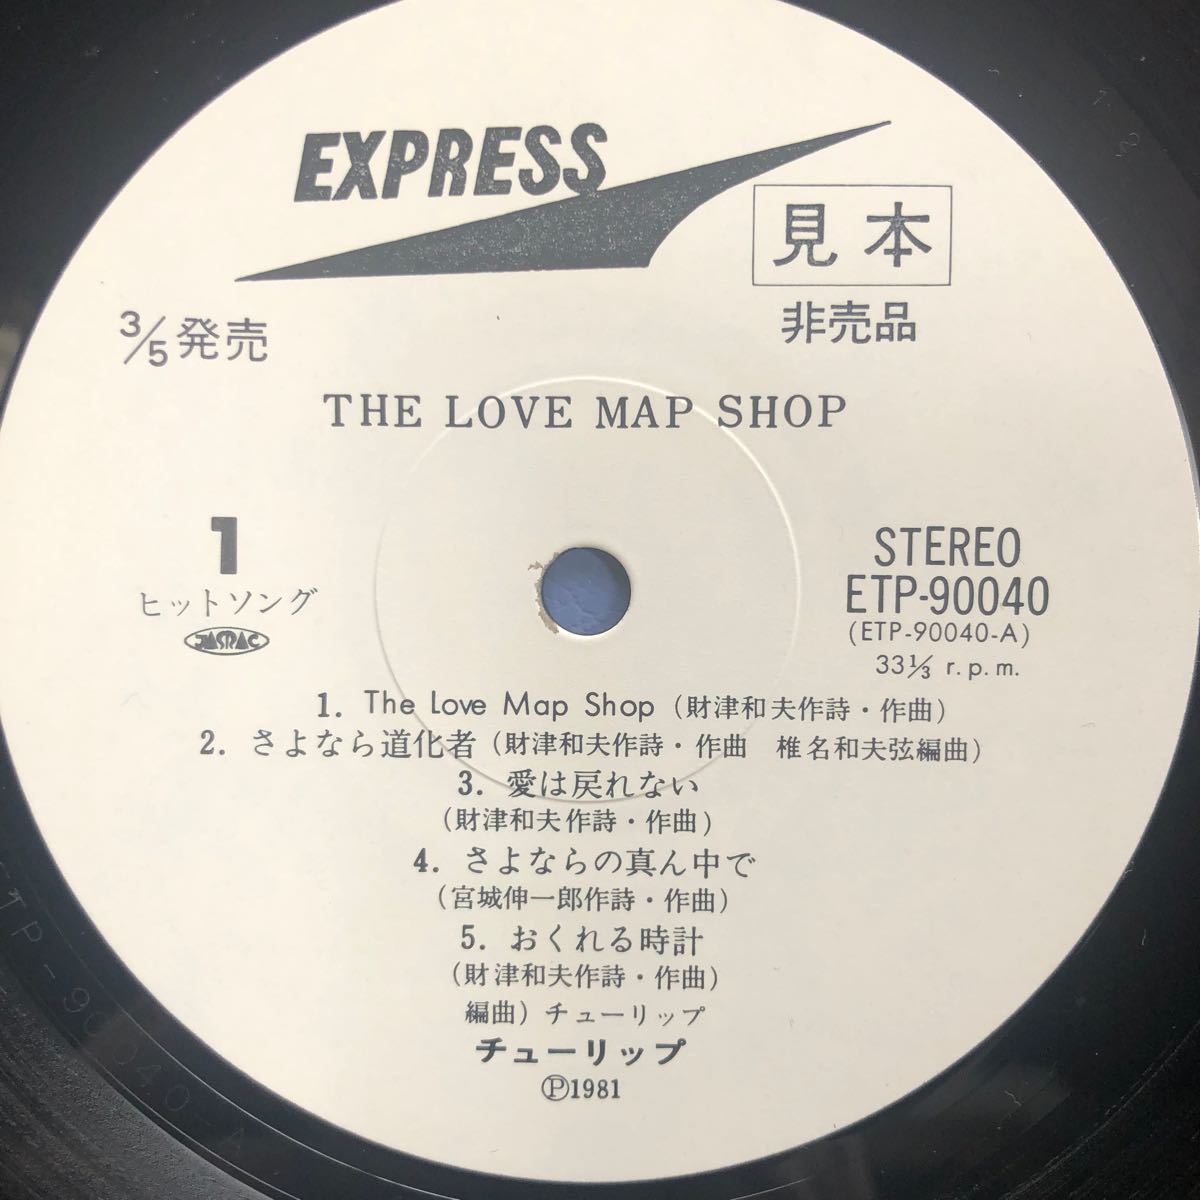 EXPRESS
見本
非売品
3/5発売
THE LOVE MAP SHOP
1
ヒットソング
JASRAC
STEREO
ETP-90040
(ETP-90040-A)
33⅓ r.p.m.
1. The Love Map Shop (財津和夫作詩・作曲)
2. さよなら道化者 (財津和夫作詩・作曲 椎名和夫弦編曲)
3. 愛は戻れない
(財津和夫作詩・作曲)
4. さよならの真ん中で
(宮城伸一郎作詩・作曲)
5. おくれる時計
(財津和夫作詩・作曲)
編曲) チューリップ
チューリップ
Ⓟ1981
TP-90040-A